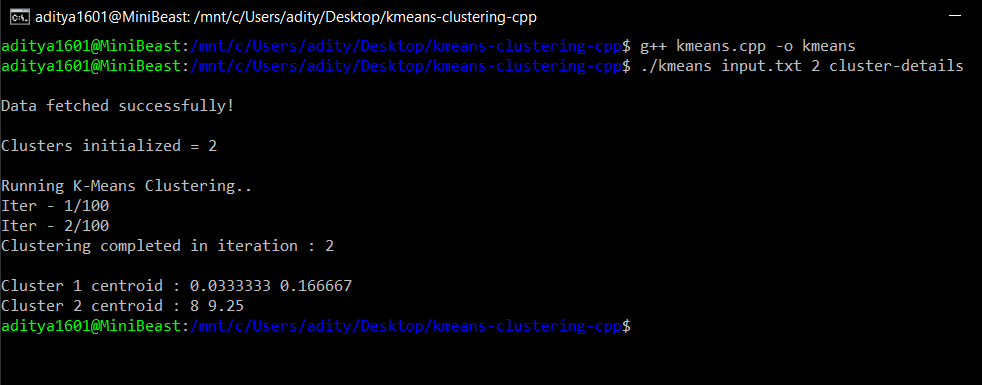 aditya1601@MiniBeast: /mnt/c/Users/adity/Desktop/kmeans-clustering-cpp
aditya1601@MiniBeast:/mnt/c/Users/adity/Desktop/kmeans-clustering-cpp$ g++ kmeans.cpp -o kmeans
aditya1601@MiniBeast:/mnt/c/Users/adity/Desktop/kmeans-clustering-cpp$ ./kmeans input.txt 2 cluster-details
Data fetched successfully!
Clusters initialized = 2
Running K-Means Clustering..
Iter - 1/100
Iter - 2/100
Clustering completed in iteration : 2
Cluster 1 centroid : 0.0333333 0.166667
Cluster 2 centroid : 8 9.25
aditya1601@MiniBeast:/mnt/c/Users/adity/Desktop/kmeans-clustering-cpp$